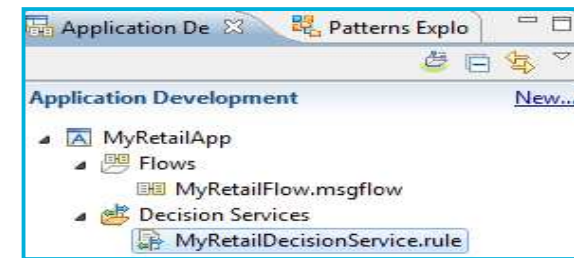 Application De Patterns Explo
Application Development New...
MyRetailApp
Flows
MyRetailFlow.msgflow
Decision Services
MyRetailDecisionService.rule